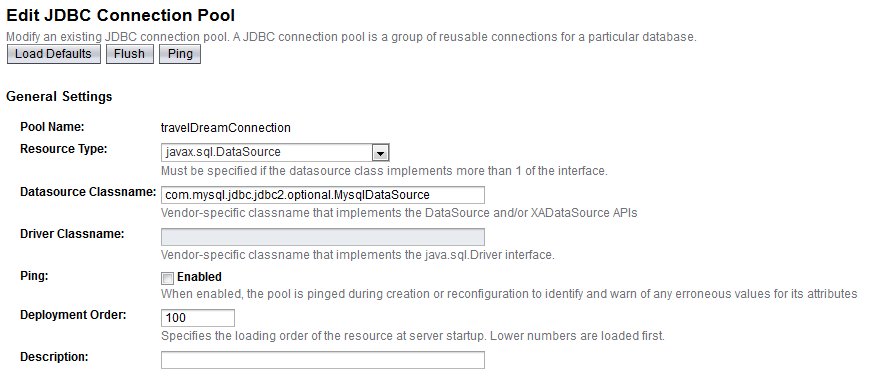 Edit JDBC Connection Pool
Modify an existing JDBC connection pool. A JDBC connection pool is a group of reusable connections for a particular database.
Load Defaults Flush Ping
General Settings
Pool Name: travelDreamConnection
Resource Type: javax.sql.DataSource
Must be specified if the datasource class implements more than 1 of the interface.
Datasource Classname: com.mysql.jdbc.jdbc2.optional.MysqlDataSource
Vendor-specific classname that implements the DataSource and/or XADataSource APIs
Driver Classname:
Vendor-specific classname that implements the java.sql.Driver interface.
Ping: Enabled
When enabled, the pool is pinged during creation or reconfiguration to identify and warn of any erroneous values for its attributes
Deployment Order: 100
Specifies the loading order of the resource at server startup. Lower numbers are loaded first.
Description: